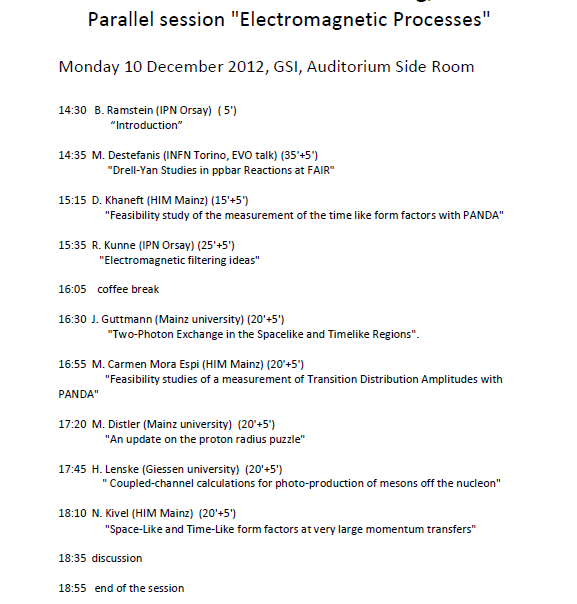 Parallel session "Electromagnetic Processes"
Monday 10 December 2012, GSI, Auditorium Side Room
14:30 B. Ramstein (IPN Orsay) ( 5')
“Introduction”
14:35 M. Destefanis (INFN Torino, EVO talk) (35'+5')
"Drell-Yan Studies in ppbar Reactions at FAIR"
15:15 D. Khaneft (HIM Mainz) (15'+5')
"Feasibility study of the measurement of the time like form factors with PANDA"
15:35 R. Kunne (IPN Orsay) (25'+5')
"Electromagnetic filtering ideas"
16:05 coffee break
16:30 J. Guttmann (Mainz university) (20'+5')
"Two-Photon Exchange in the Spacelike and Timelike Regions".
16:55 M. Carmen Mora Espi (HIM Mainz) (20'+5')
"Feasibility studies of a measurement of Transition Distribution Amplitudes with
PANDA"
17:20 M. Distler (Mainz university) (20'+5')
"An update on the proton radius puzzle"
17:45 H. Lenske (Giessen university) (20'+5')
" Coupled-channel calculations for photo-production of mesons off the nucleon"
18:10 N. Kivel (HIM Mainz) (20'+5')
"Space-Like and Time-Like form factors at very large momentum transfers"
18:35 discussion
18:55 end of the session